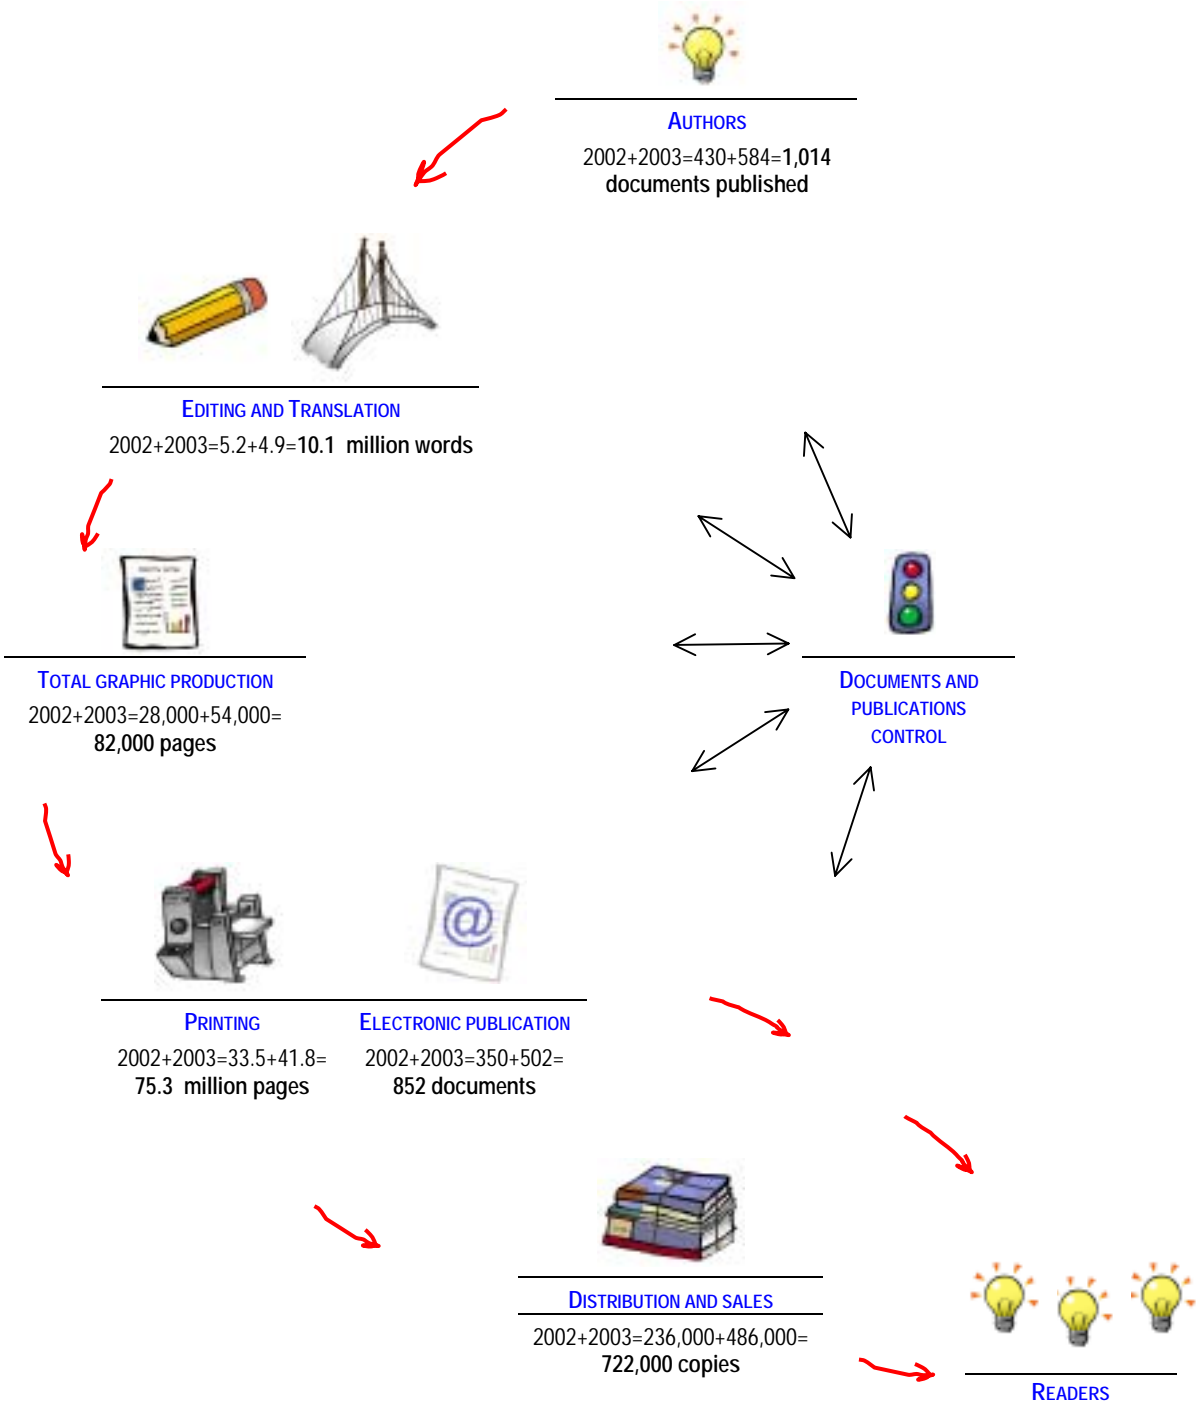 AUTHORS
2002+2003=430+584=1,014
documents published
EDITING AND TRANSLATION
2002+2003=5.2+4.9=10.1 million words
TOTAL GRAPHIC PRODUCTION
2002+2003=28,000+54,000=
82,000 pages
DOCUMENTS AND
PUBLICATIONS
CONTROL
@
PRINTING
2002+2003=33.5+41.8=
75.3 million pages
ELECTRONIC PUBLICATION
2002+2003=350+502=
852 documents
DISTRIBUTION AND SALES
2002+2003=236,000+486,000=
722,000 copies
READERS